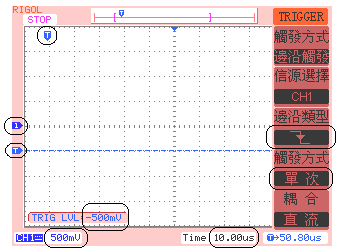 RIGOL
STOP
T
TRIGGER
觸發方式
邊沿觸發
信源選擇
CH1
邊沿類型
觸發方式
單次
耦合
直流
T
1
T
TRIG LVL:-500mV
CH1 500mV
Time 10.00us
T→50.80us